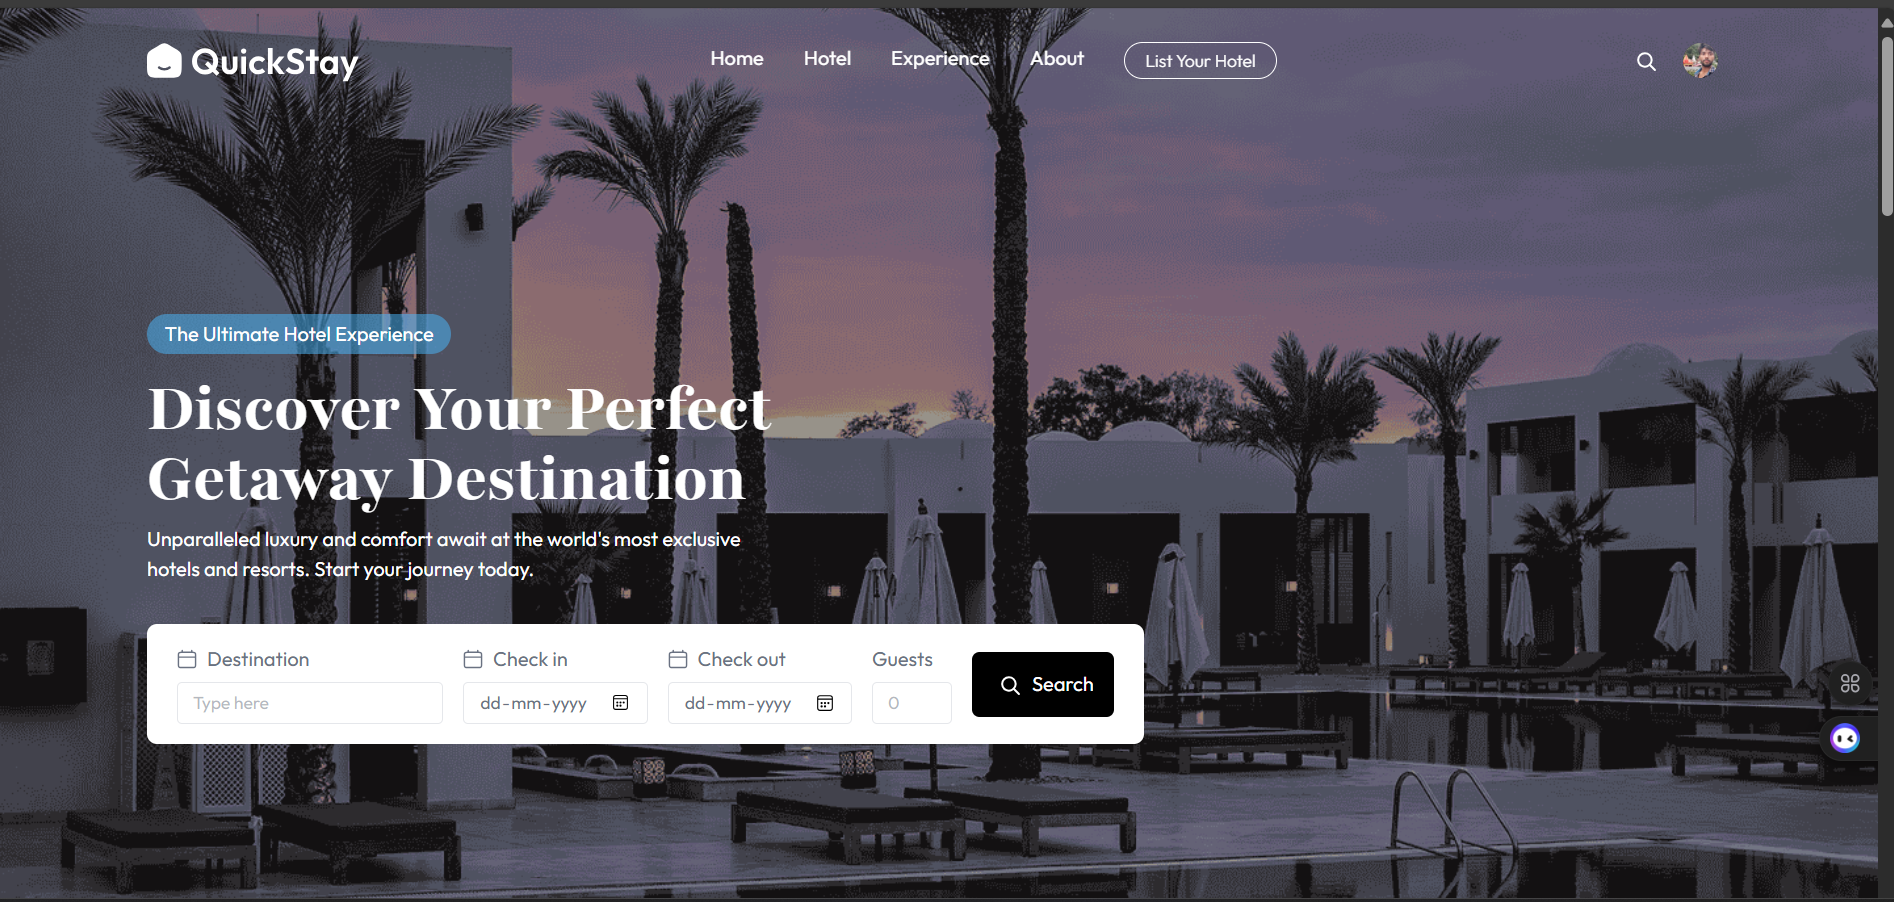 QuickStay
Home
Hotel
Experience
About
List Your Hotel
The Ultimate Hotel Experience
Discover Your Perfect
Getaway Destination
Unparalleled luxury and comfort await at the world's most exclusive
hotels and resorts. Start your journey today.
Destination
Type here
Check in
dd-mm-yyyy
Check out
dd-mm-yyyy
Guests
0
Search